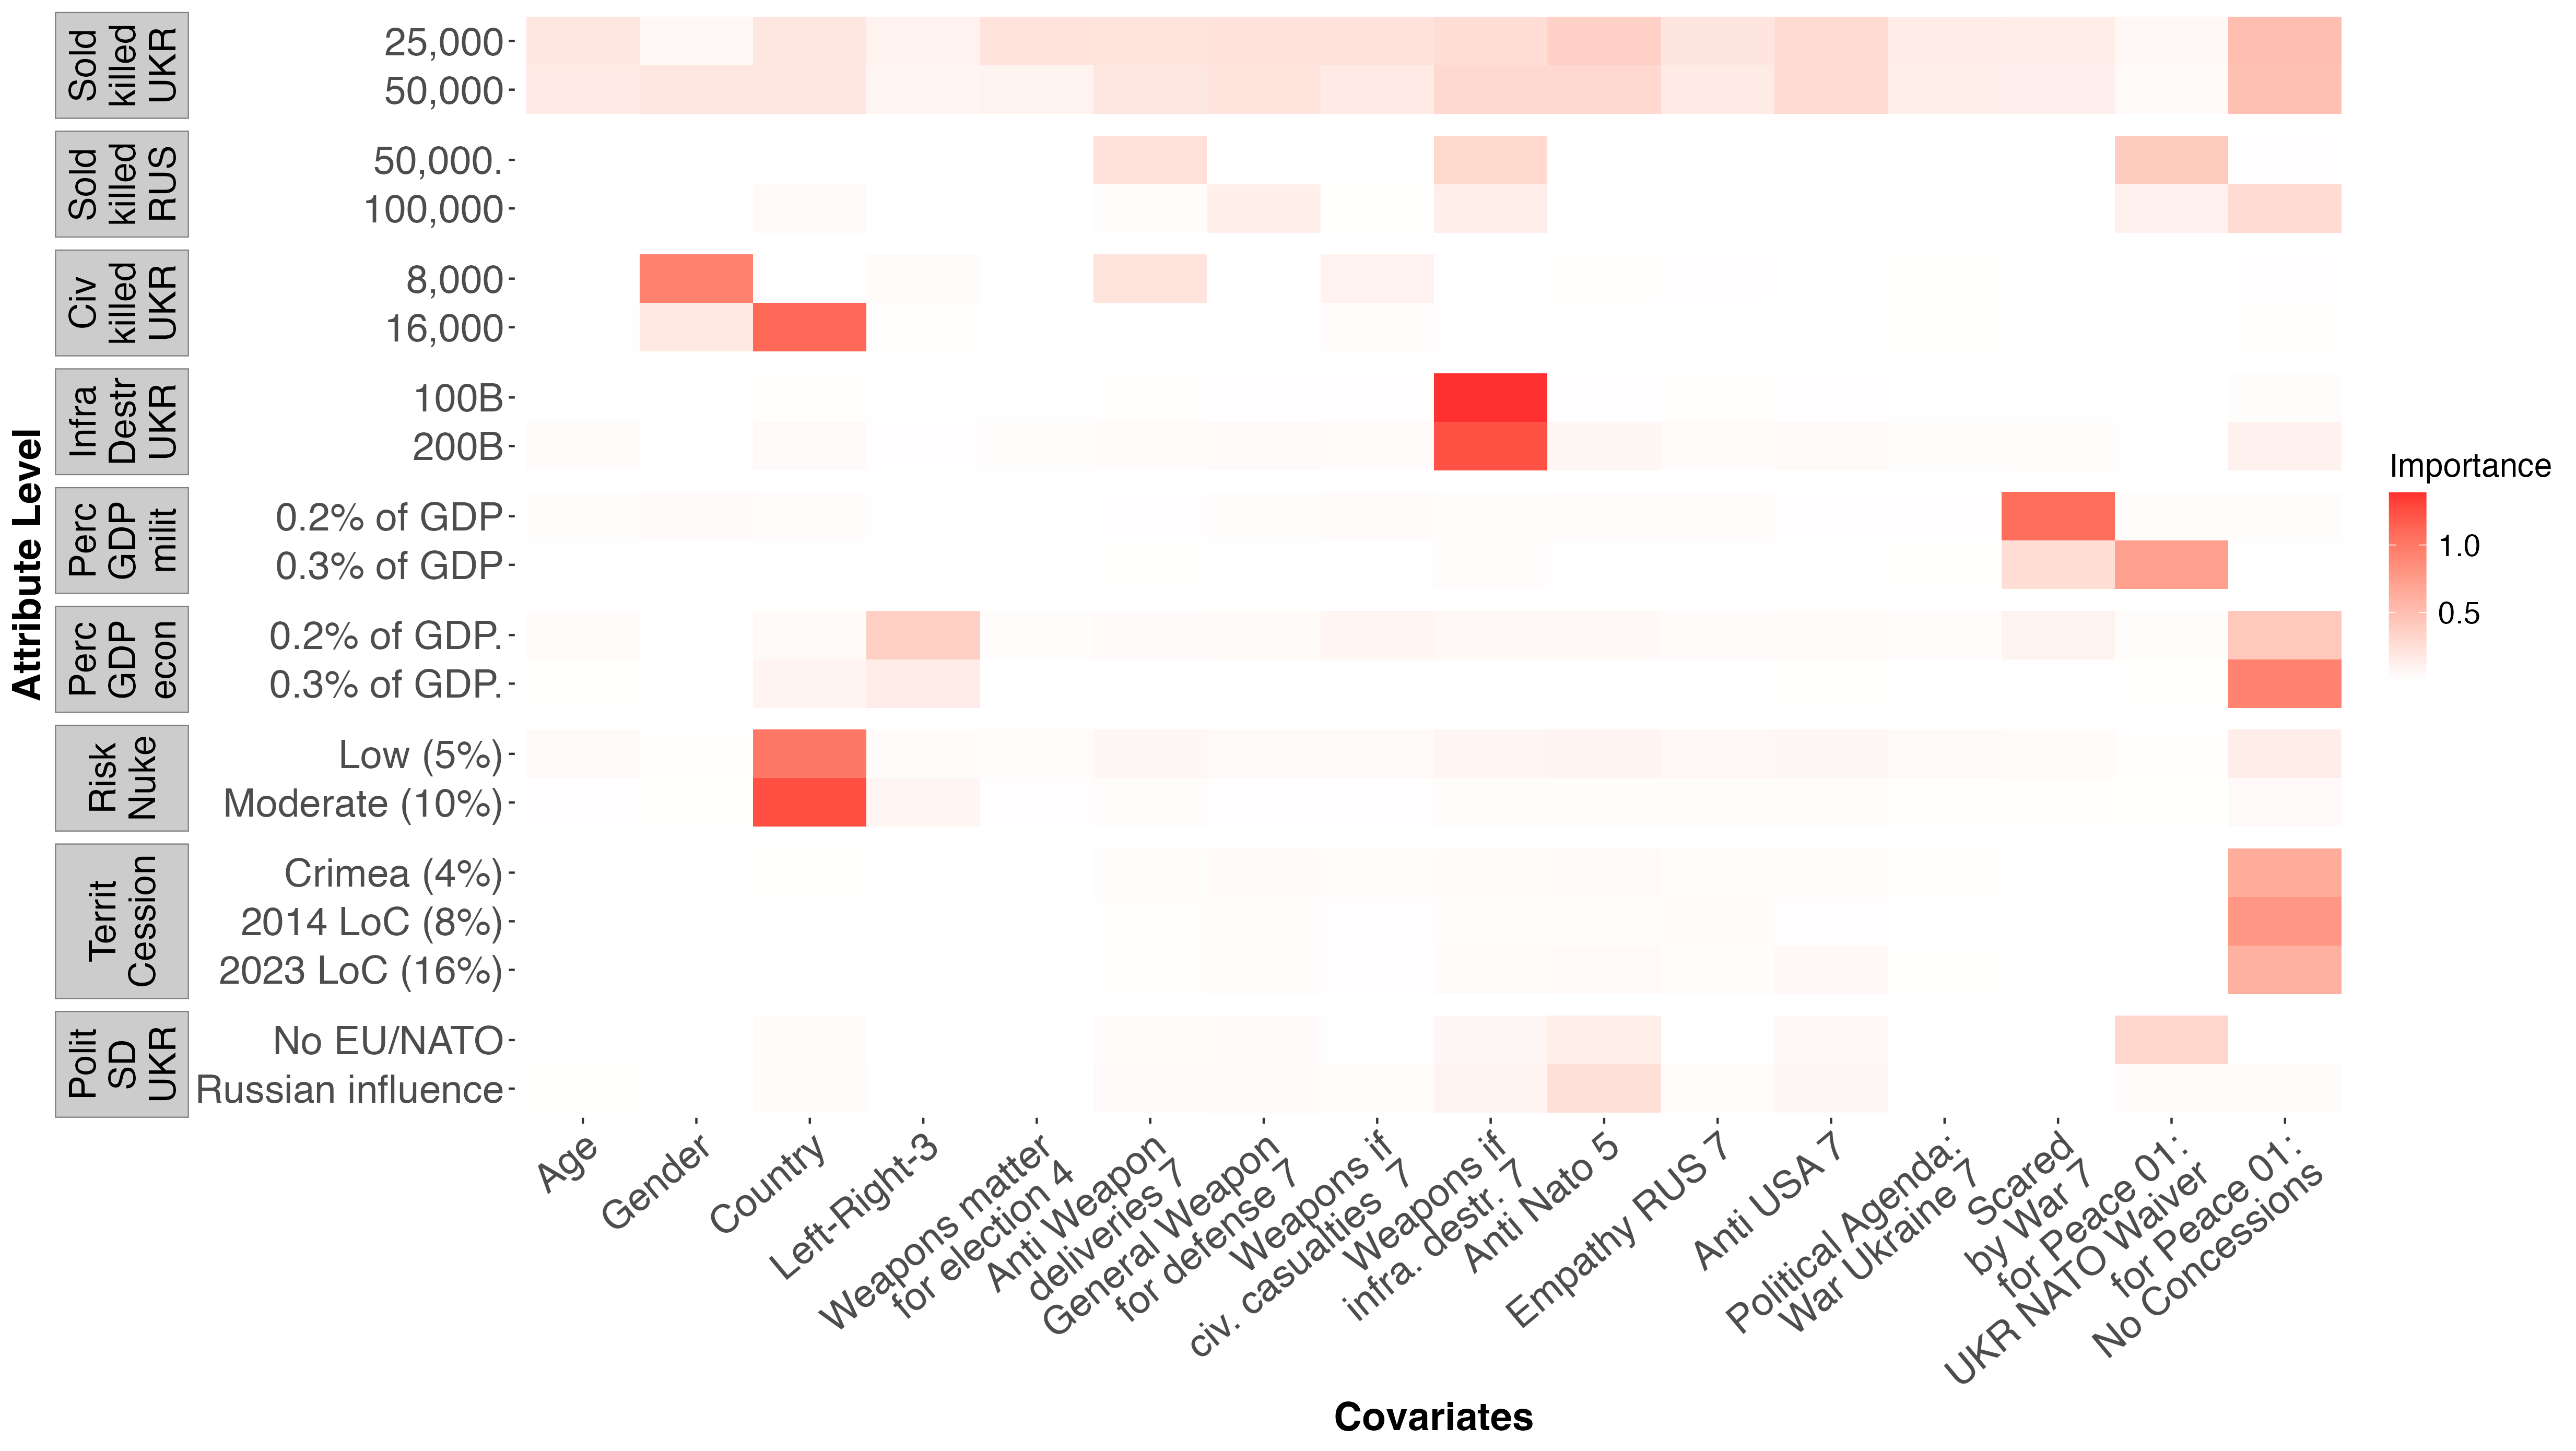 Attribute Level
Sold
killed
UKR
25,000
50,000
Sold
killed
RUS
50,000.
100,000
Civ
killed
UKR
8,000
16,000
Infra
Destr
UKR
100B
200B
Perc
GDP
milit
0.2% of GDP
0.3% of GDP
Perc
GDP
econ
0.2% of GDP.
0.3% of GDP.
Risk
Nuke
Low (5%)
Moderate (10%)
Territ
Cession
Crimea (4%)
2014 LoC (8%)
2023 LoC (16%)
Polit
SD
UKR
No EU/NATO
Russian influence
Age
Gender
Country
Left-Right-3
Weapons matter
for election 4
Anti Weapon
deliveries 7
General Weapon
for defense 7
Weapons if
civ. casualties 7
Weapons if
infra. destr. 7
Anti Nato 5
Empathy RUS 7
Anti USA 7
Political Agenda:
War Ukraine 7
Scared
by War 7
for Peace 01:
UKR NATO Waiver
for Peace 01:
No Concessions
Covariates
Importance
1.0
0.5